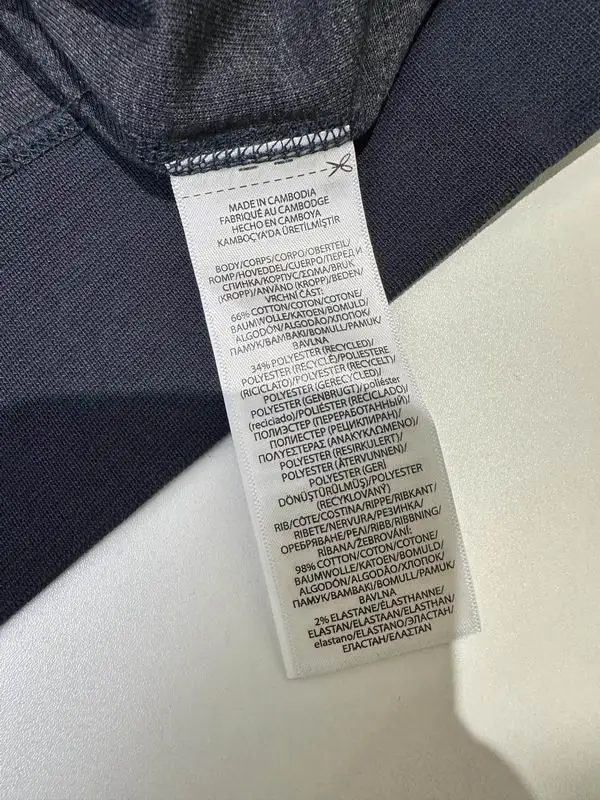 MADE IN CAMBODIA
FABRIQUÉ AU CAMBODGE
HECHO EN CAMBOYA
KAMBOÇYA'DA ÜRETİLMİŞTİR
BODY/CORPS/CORPO/OBERTEIL/
ROMP/HOVEDDEL/CUERPO/ПЕРЕД И
СПИНКА/КОРПУС/ΣΩΜΑ/BRUK
(KROPP)/ANVÄND (KROPP)/BEDEN/
VRCHNÍ ČÁST:
66% COTTON/COTON/COTONE/
BAUMWOLLE/KATOEN/BOMULD/
ALGODÓN/ALGODÃO/ХЛОПОК/
ПАМУК/ΒΑΜΒΑΚΙ/BOMULL/PAMUK/
BAVLNA
34% POLYESTER (RECYCLED)/
POLYESTER (RECYCLÉ)/POLIESTERE
(RICICLATO)/POLYESTER (RECYCELT)/
POLYESTER (GERECYCLED)/
POLYESTER (GENBRUGT)/poliéster
(reciclado)/POLIÉSTER (RECICLADO)/
ПОЛИЭСТЕР (ПЕРЕРАБОТАННЫЙ)/
ПОЛИЕСТЕР (РЕЦИКЛИРАН)/
ΠΟΛΥΕΣΤΕΡΑΣ (ΑΝΑΚΥΚΛΩΜΕΝΟ)/
POLYESTER (RESIRKULERT)/
POLYESTER (ÅTERVUNNEN)/
POLYESTER (GERİ
DÖNÜŞTÜRÜLMÜŞ)/POLYESTER
(RECYKLOVANÝ)
RIB/CÔTE/COSTINA/RIPPE/RIBKANT/
RIBETE/NERVURA/РЕЗИНКА/
ОРЕБРЯВАНЕ/ΡΕΛΙ/RIBB/RIBBNING/
RİBANA/ŽEBROVÁNÍ:
98% COTTON/COTON/COTONE/
BAUMWOLLE/KATOEN/BOMULD/
ALGODÓN/ALGODÃO/ХЛОПОК/
ПАМУК/ΒΑΜΒΑΚΙ/BOMULL/PAMUK/
BAVLNA
2% ELASTANE/ÉLASTHANNE/
ELASTAN/ELASTAAN/ELASTHAN/
elastano/ELASTANO/ЭЛАСТАН/
ЕЛАСТАН/ΕΛΑΣΤΑΝ